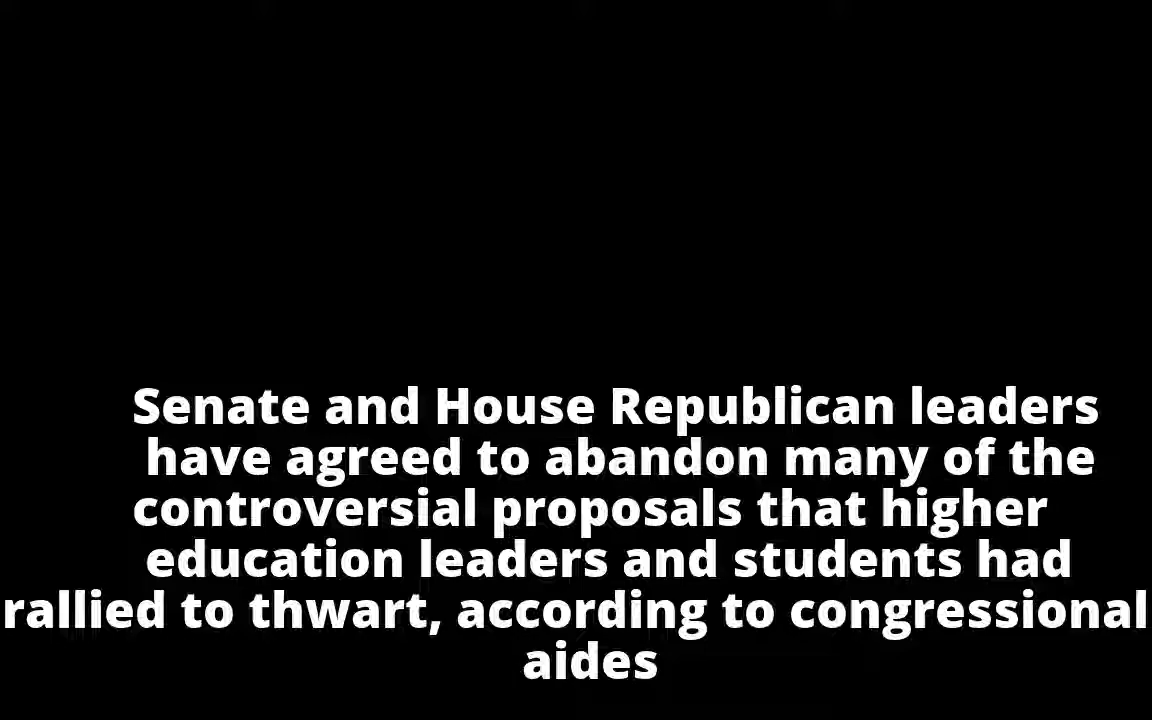 Senate and House Republican leaders
have agreed to abandon many of the
controversial proposals that higher
education leaders and students had
rallied to thwart, according to congressional
aides